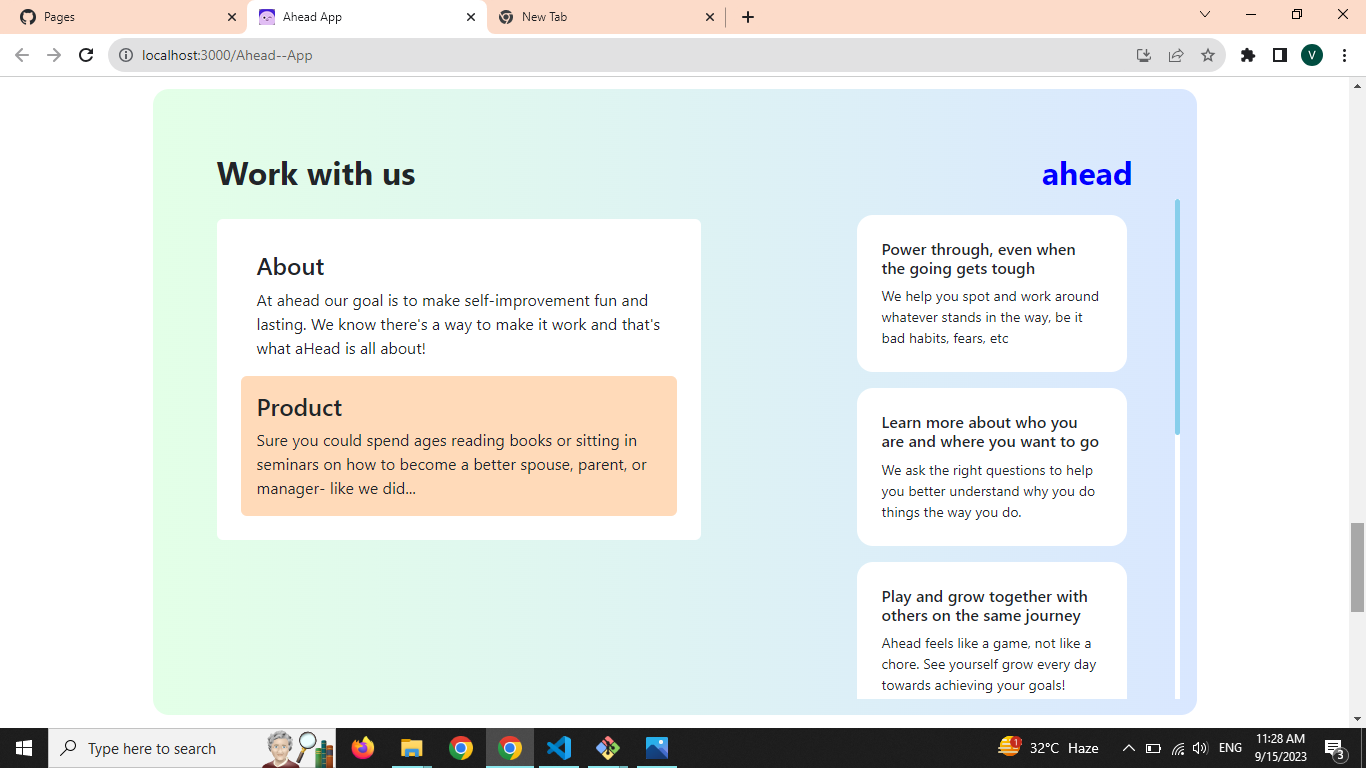 Pages
Ahead App
New Tab
localhost:3000/Ahead--App
V
Work with us
ahead
About
At ahead our goal is to make self-improvement fun and
lasting. We know there's a way to make it work and that's
what aHead is all about!
Product
Sure you could spend ages reading books or sitting in
seminars on how to become a better spouse, parent, or
manager- like we did...
Power through, even when
the going gets tough
We help you spot and work around
whatever stands in the way, be it
bad habits, fears, etc
Learn more about who you
are and where you want to go
We ask the right questions to help
you better understand why you do
things the way you do.
Play and grow together with
others on the same journey
Ahead feels like a game, not like a
chore. See yourself grow every day
towards achieving your goals!
Type here to search
1
32°C Haze
ENG
11:28 AM
9/15/2023
3